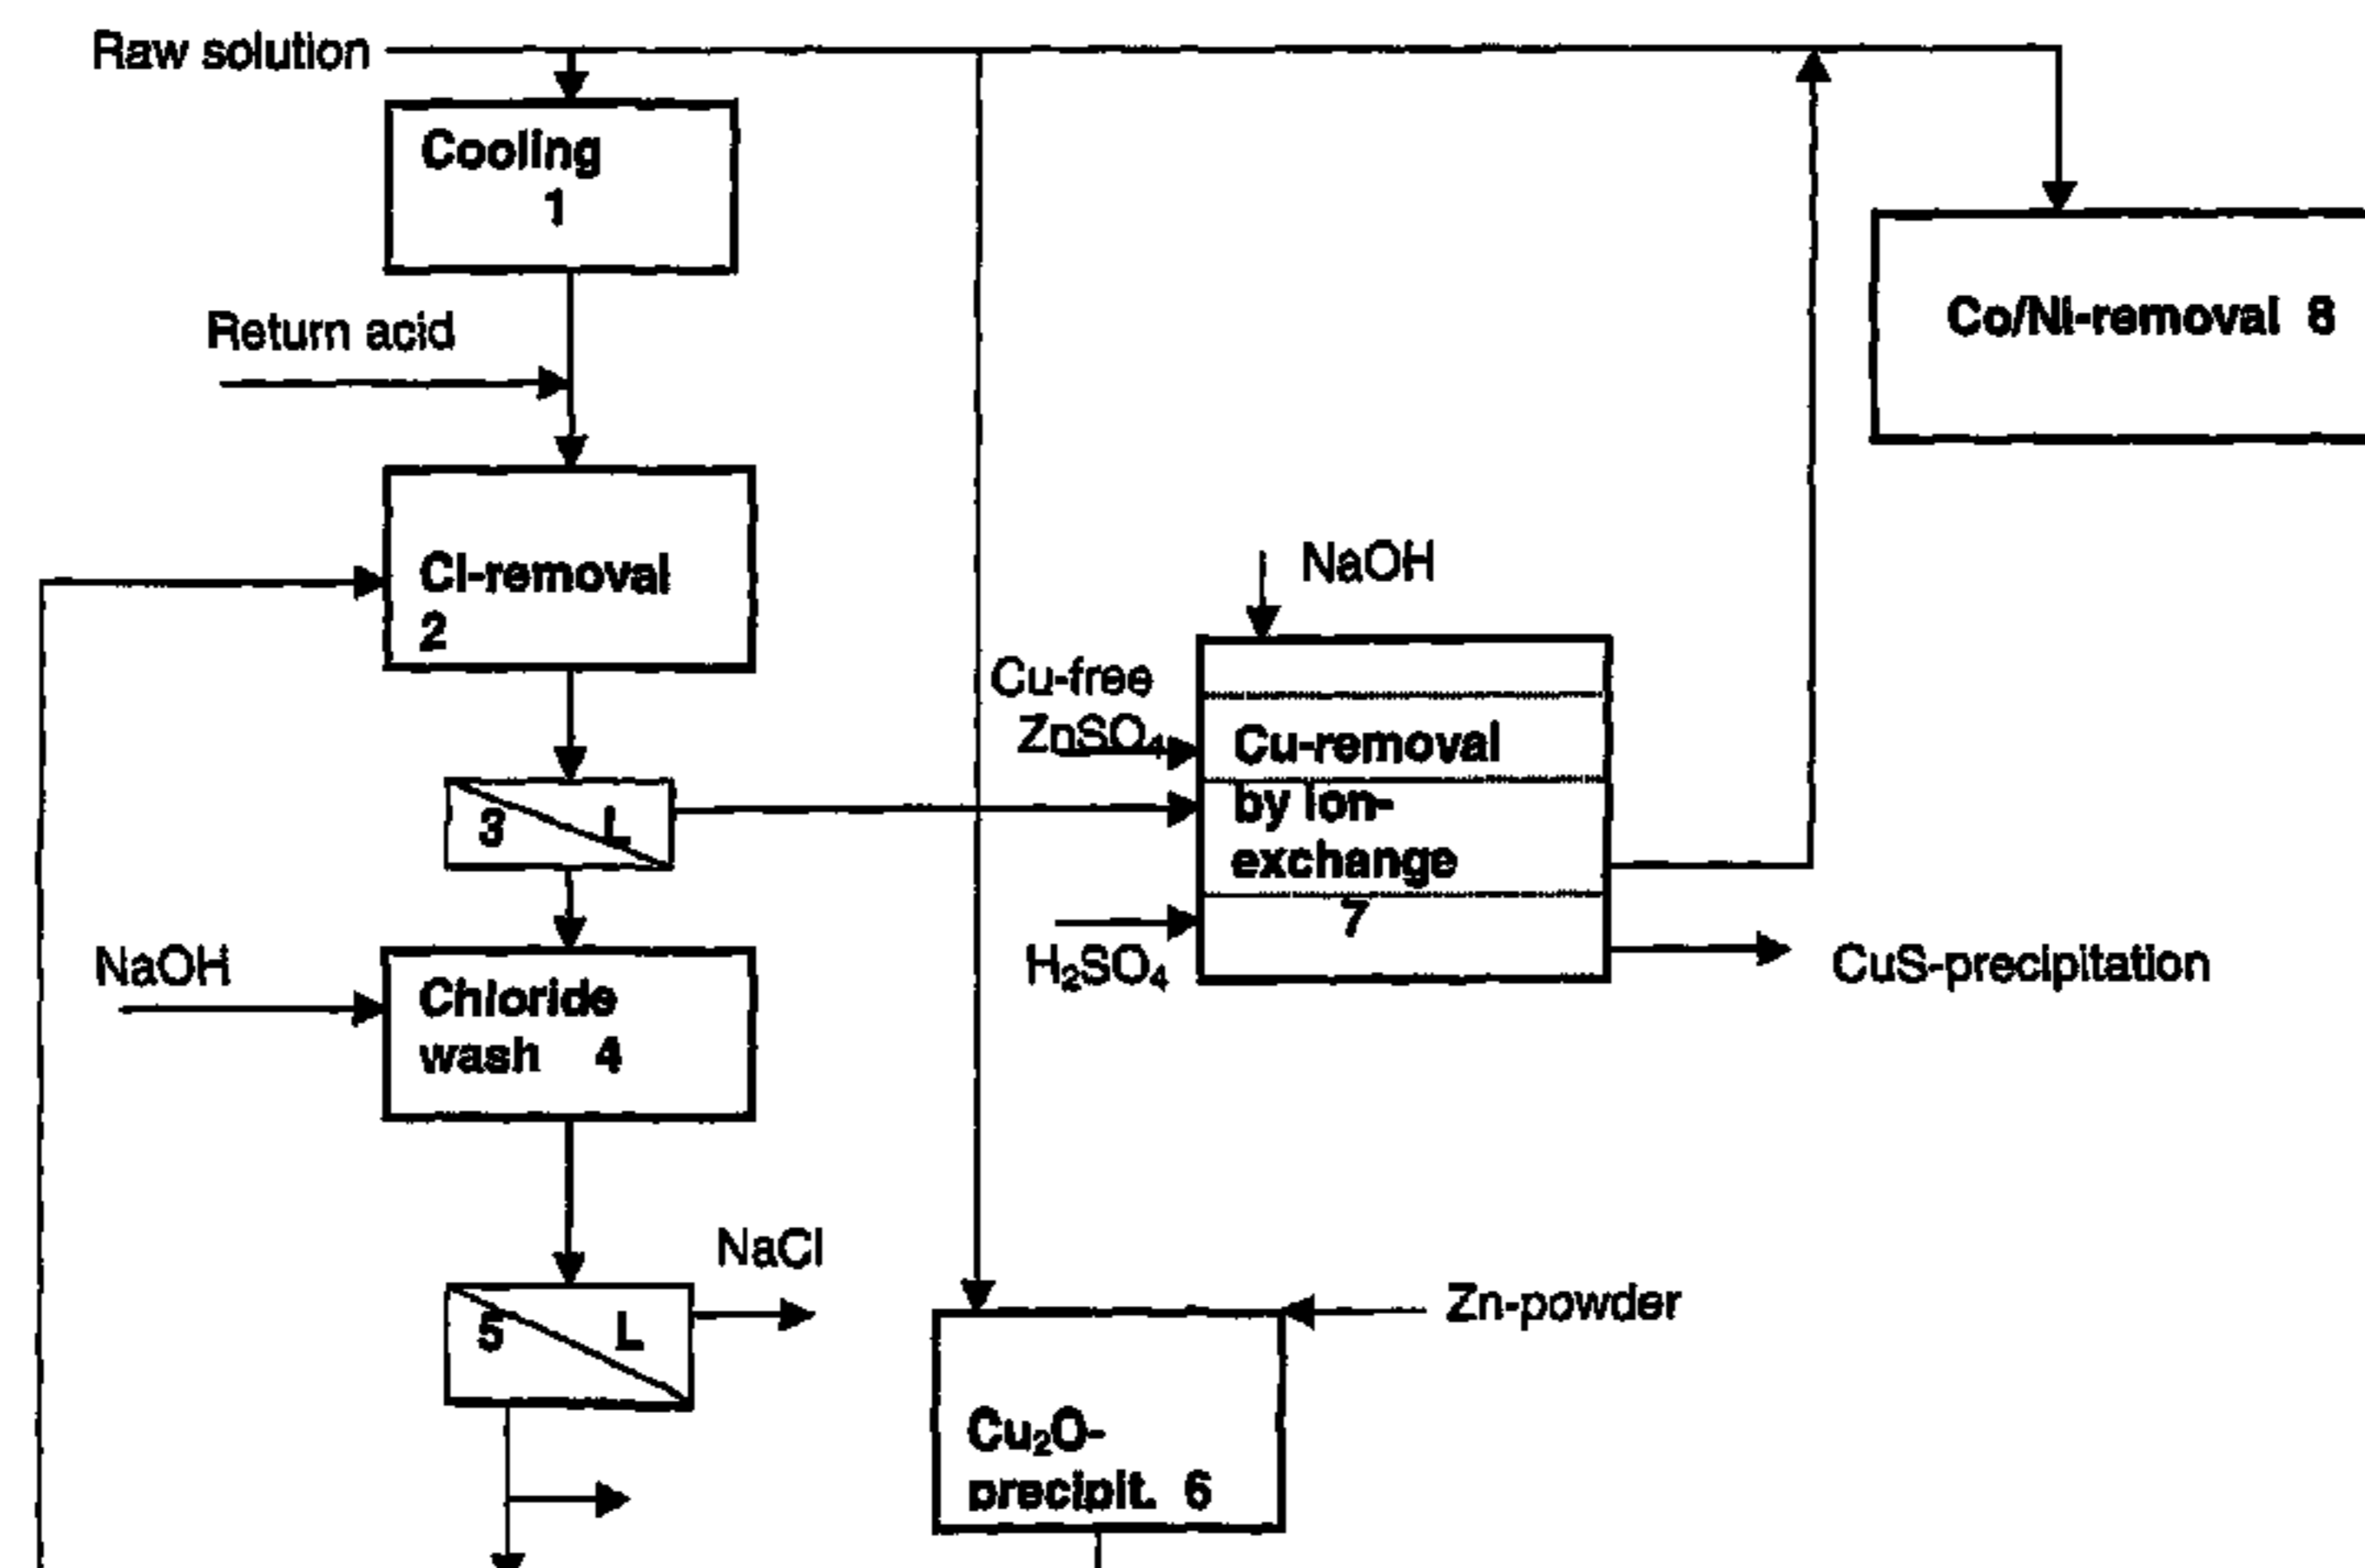 Raw solution
Cooling
1
Return acid
Co/Ni-removal 8
Cl-removal
2
NaOH
Cu-free
ZnSO₄
Cu-removal
by ion-
exchange
7
3 L
H₂SO₄
CuS-precipitation
NaOH
Chloride
wash 4
NaCl
5 L
Zn-powder
Cu₂O-
precipit. 6